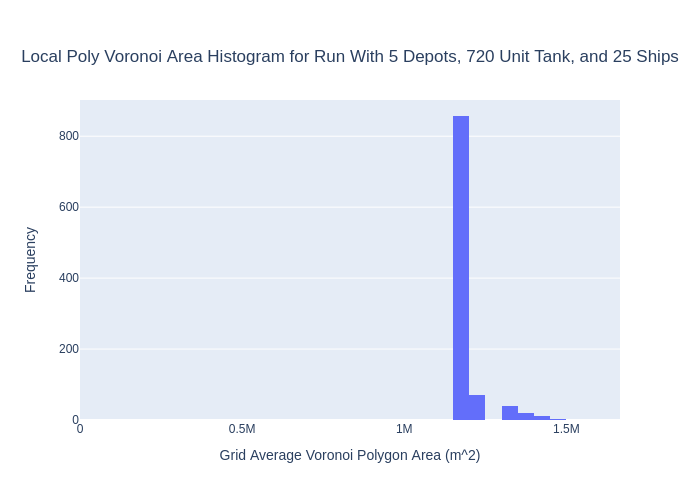 Local Poly Voronoi Area Histogram for Run With 5 Depots, 720 Unit Tank, and 25 Ships
800
600
400
200
0
Frequency
0 0.5M 1M 1.5M
Grid Average Voronoi Polygon Area (m^2)